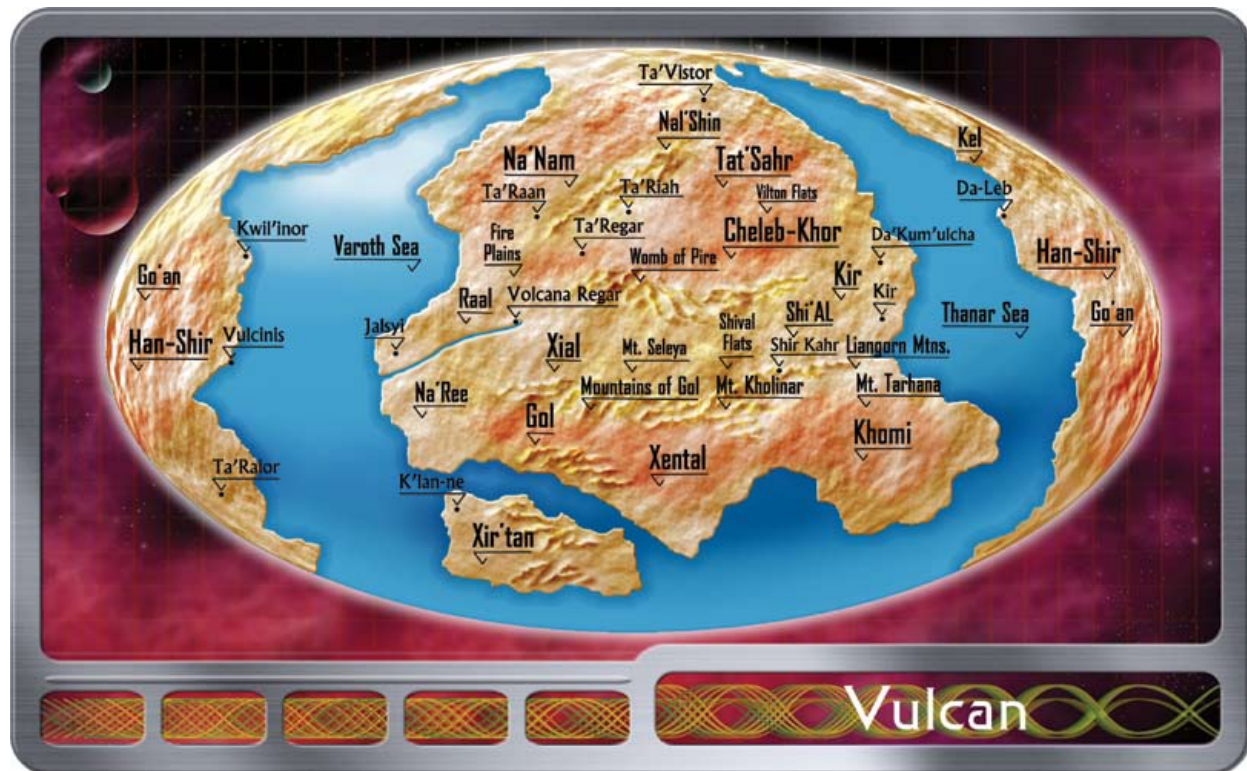 Ta'Vistor
Nal'Shin
Kel
Na'Nam
Tat'Sahr
Ta'Raan
Ta'Riah
Vilton Flats
Da-Leb
Kwil'inor
Varoth Sea
Fire
Plains
Ta'Regar
Womb of Fire
Cheleb-Khor
Da'Kum'ulcha
Han-Shir
Go'an
Raal
Volcana Regar
Kir
Kir
Shi'AL
Thanar Sea
Go'an
Han-Shir
Vulcinis
Jalsyi
Xial
Mt. Seleya
Shival
Flats
Shir Kahr
Liangorn Mtns.
Na'Ree
Mountains of Gol
Mt. Kholinar
Mt. Tarhana
Gol
Xental
Khomi
Ta'Ralor
K'lan-ne
Xir'tan
Vulcan